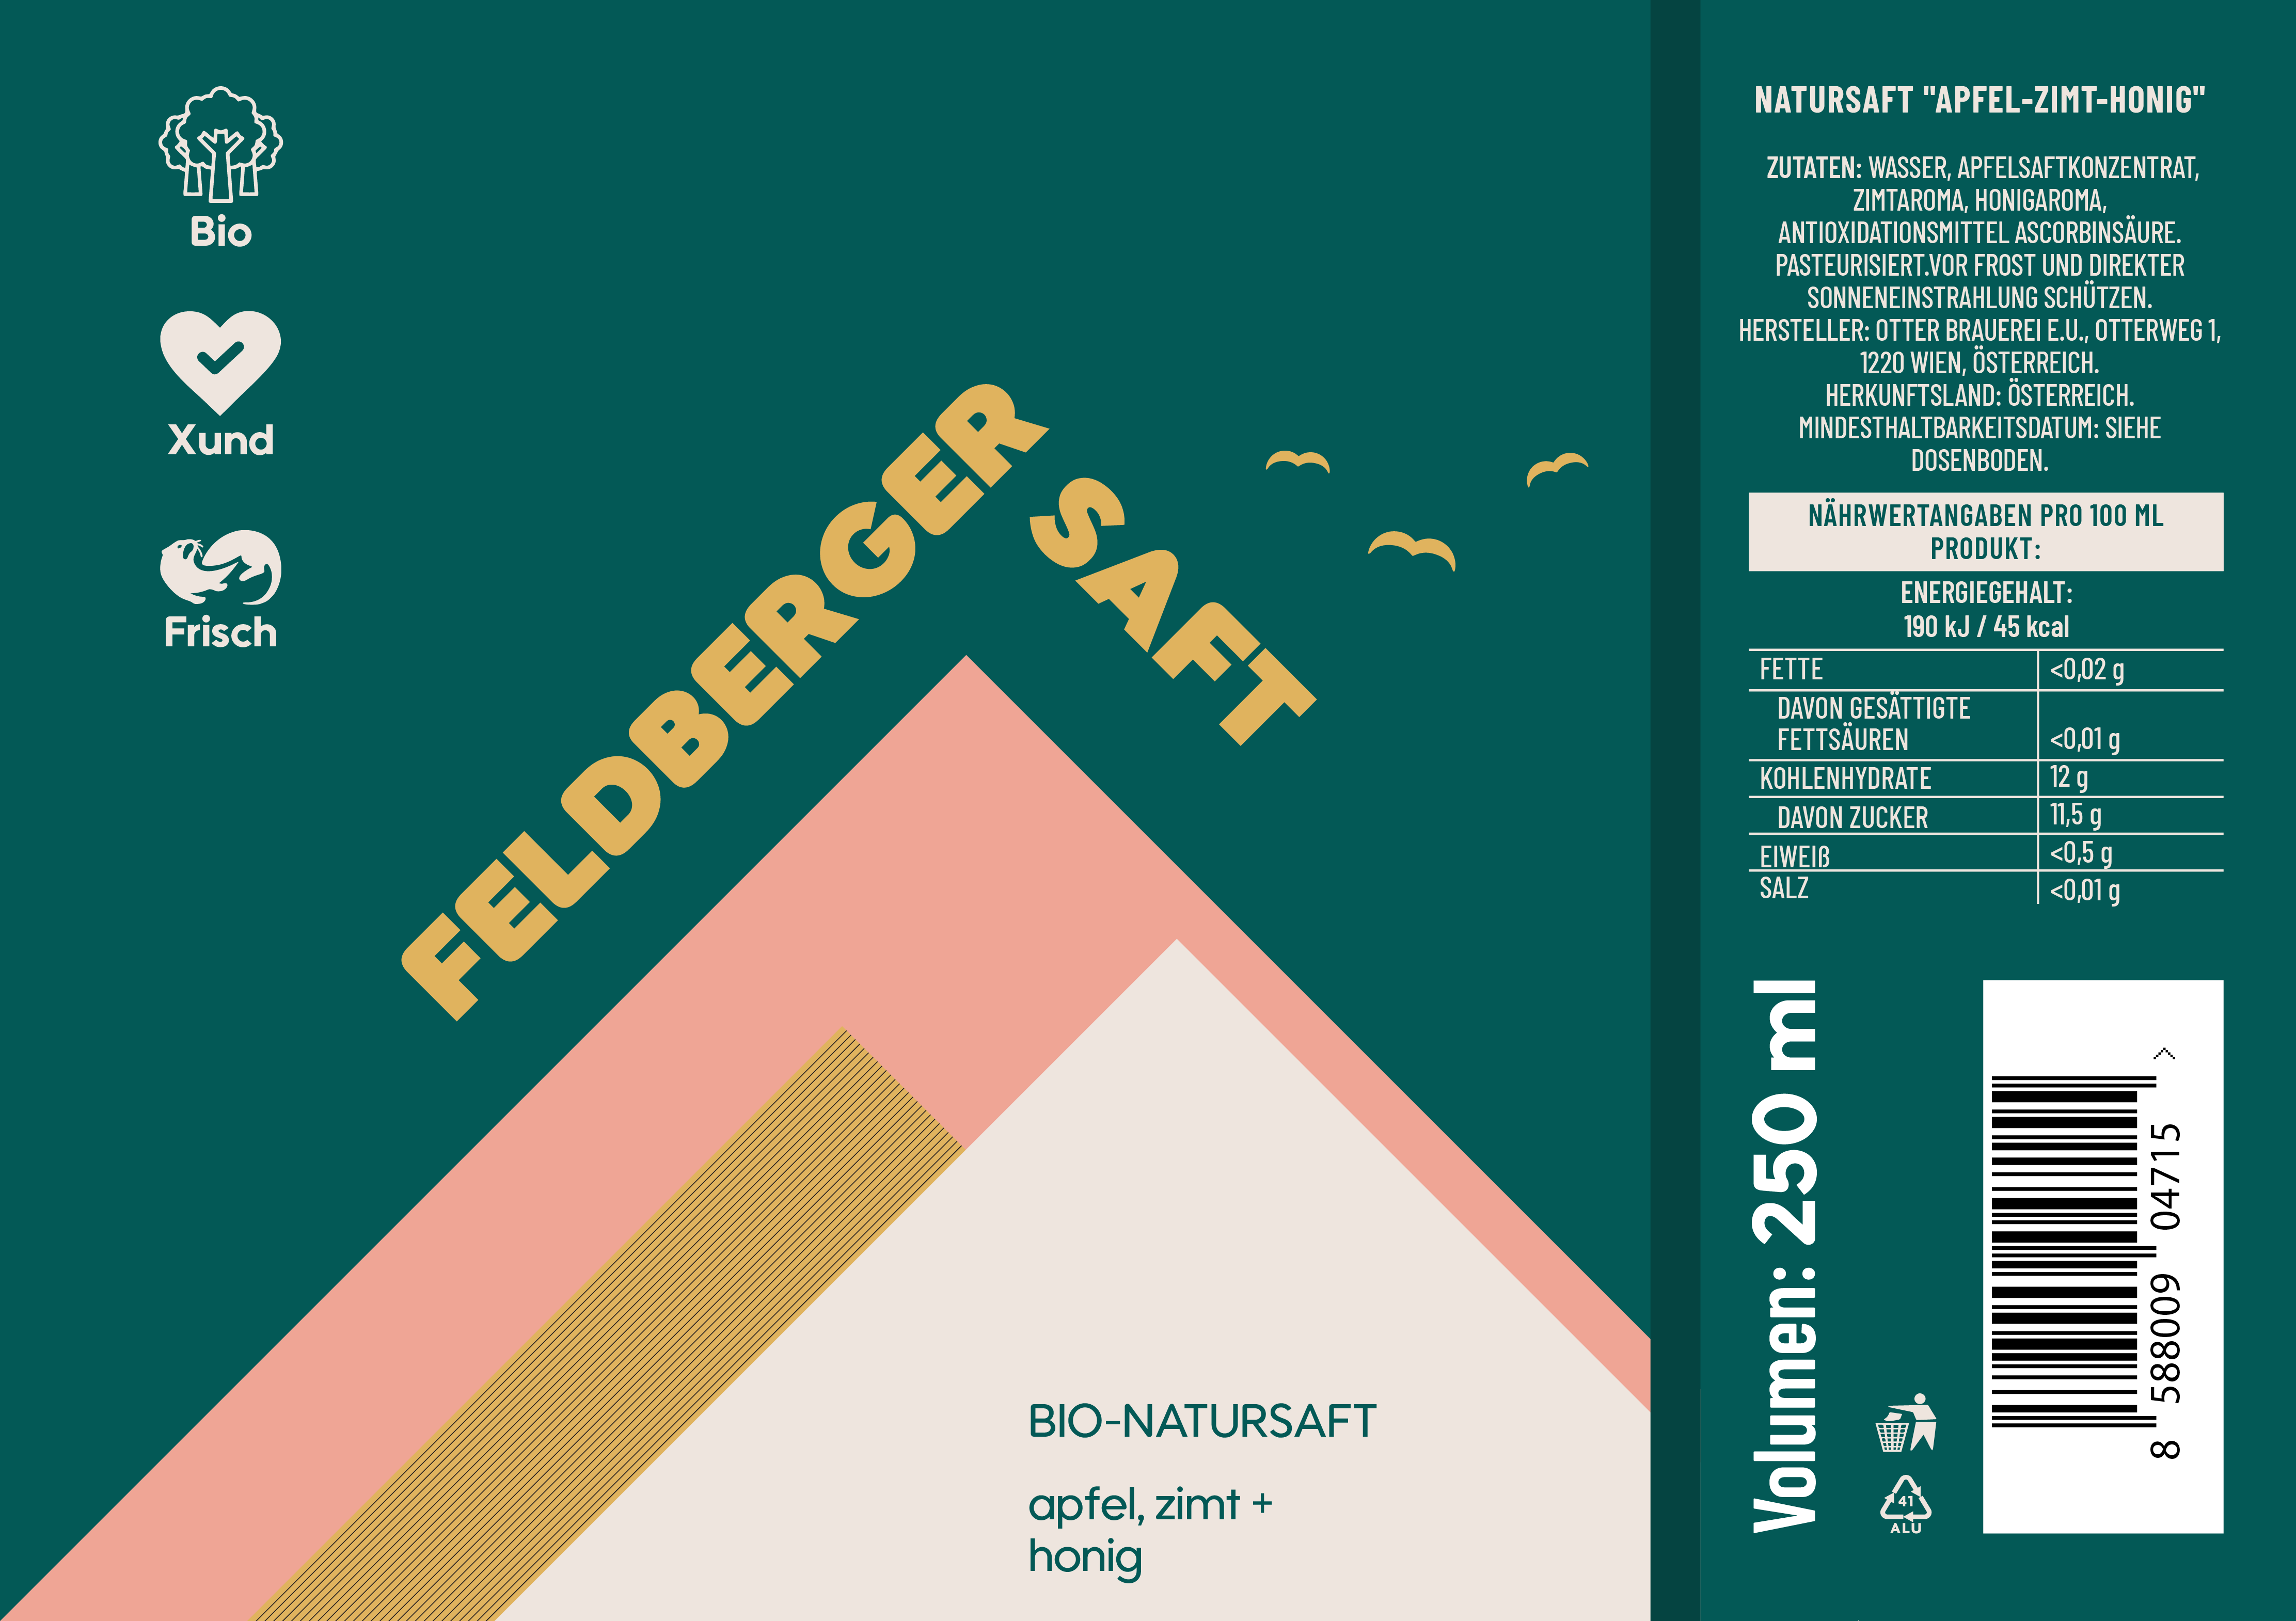 Bio
Xund
Frisch
FELDBERGER SAFT
BIO-NATURSAFT
apfel, zimt +
honig
NATURSAFT "APFEL-ZIMT-HONIG"
ZUTATEN: WASSER, APFELSAFTKONZENTRAT,
ZIMTAROMA, HONIGAROMA,
ANTIOXIDATIONSMITTEL ASCORBINSÄURE.
PASTEURISIERT.VOR FROST UND DIREKTER
SONNENEINSTRAHLUNG SCHÜTZEN.
HERSTELLER: OTTER BRAUEREI E.U., OTTERWEG 1,
1220 WIEN, ÖSTERREICH.
HERKUNFTSLAND: ÖSTERREICH.
MINDESTHALTBARKEITSDATUM: SIEHE
DOSENBODEN.
NÄHRWERTANGABEN PRO 100 ML
PRODUKT:
ENERGIEGEHALT:
190 kJ / 45 kcal
FETTE <0,02 g
DAVON GESÄTTIGTE
FETTSÄUREN <0,01 g
KOHLENHYDRATE 12 g
DAVON ZUCKER 11,5 g
EIWEIß <0,5 g
SALZ <0,01 g
Volumen: 250 ml
41
ALU
8 588009 04715 >